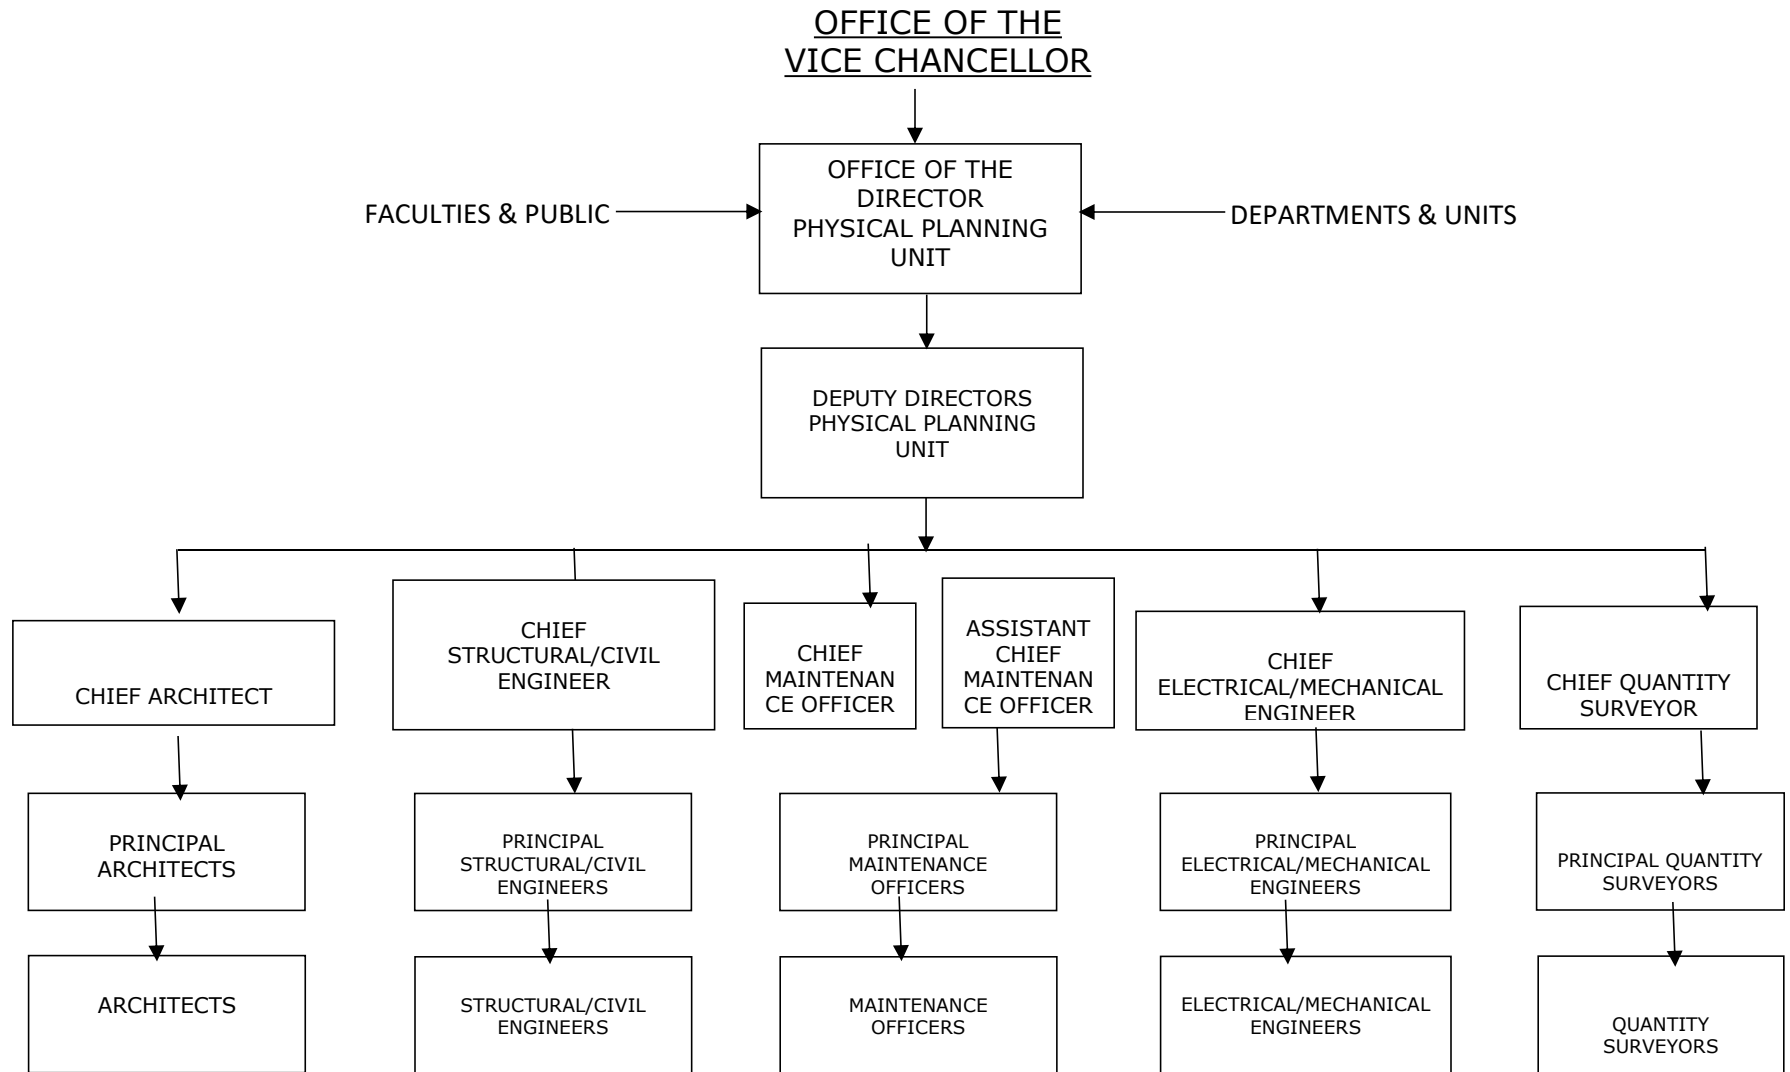 OFFICE OF THE
VICE CHANCELLOR
OFFICE OF THE
DIRECTOR
PHYSICAL PLANNING
UNIT
FACULTIES & PUBLIC
DEPARTMENTS & UNITS
DEPUTY DIRECTORS
PHYSICAL PLANNING
UNIT
CHIEF ARCHITECT
CHIEF
STRUCTURAL/CIVIL
ENGINEER
CHIEF
MAINTENAN
CE OFFICER
ASSISTANT
CHIEF
MAINTENAN
CE OFFICER
CHIEF
ELECTRICAL/MECHANICAL
ENGINEER
CHIEF QUANTITY
SURVEYOR
PRINCIPAL
ARCHITECTS
PRINCIPAL
STRUCTURAL/CIVIL
ENGINEERS
PRINCIPAL
MAINTENANCE
OFFICERS
PRINCIPAL
ELECTRICAL/MECHANICAL
ENGINEERS
PRINCIPAL QUANTITY
SURVEYORS
ARCHITECTS
STRUCTURAL/CIVIL
ENGINEERS
MAINTENANCE
OFFICERS
ELECTRICAL/MECHANICAL
ENGINEERS
QUANTITY
SURVEYORS